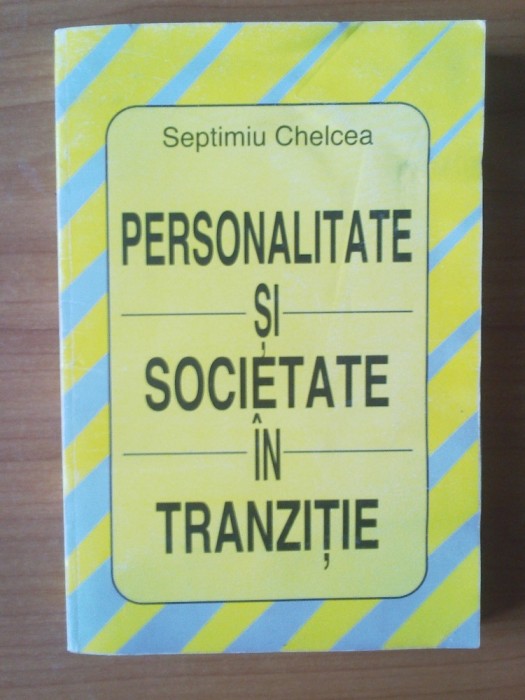 Septimiu Chelcea
PERSONALITATE
ȘI
SOCIETATE
ÎN
TRANZIȚIE